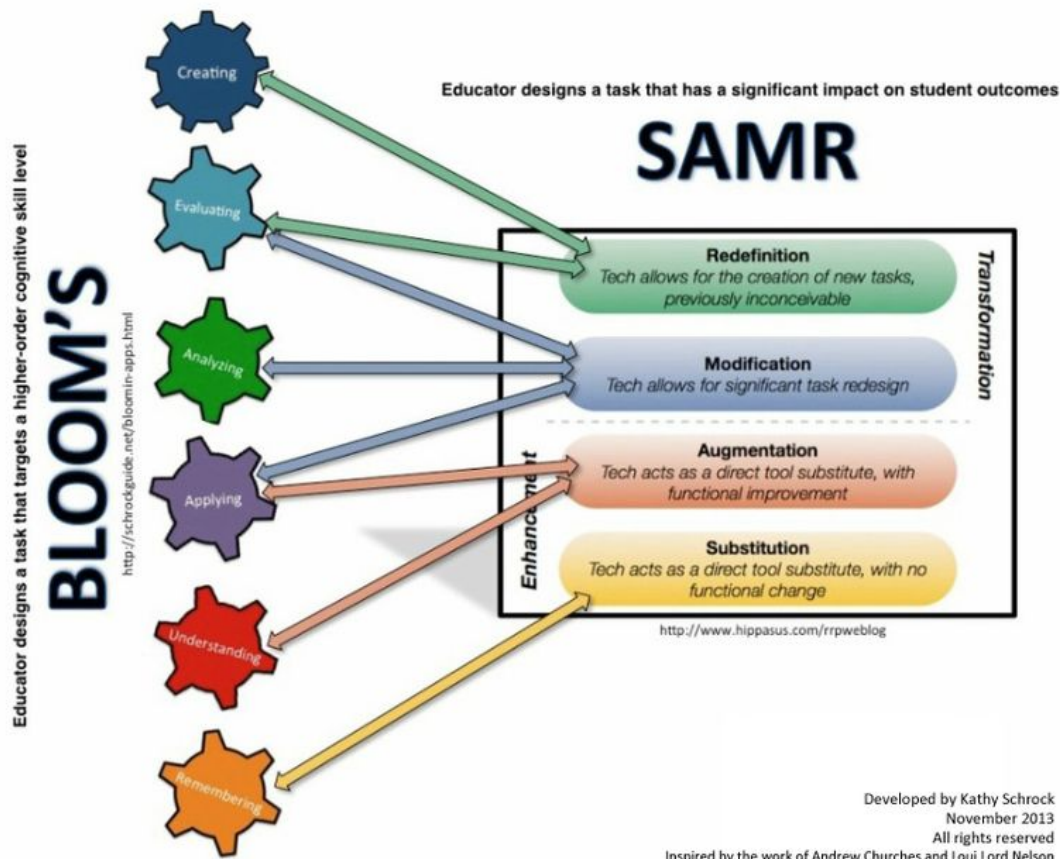 Educator designs a task that targets a higher-order cognitive skill level
BLOOM'S
http://schrockguide.net/bloomin-apps.html
Creating
Evaluating
Analyzing
Applying
Understanding
Remembering
Educator designs a task that has a significant impact on student outcomes
SAMR
Redefinition
Tech allows for the creation of new tasks,
previously inconceivable
Modification
Tech allows for significant task redesign
Transformation
Augmentation
Tech acts as a direct tool substitute, with
functional improvement
Substitution
Tech acts as a direct tool substitute, with no
functional change
Enhancement
http://www.hippasus.com/rrpweblog
Developed by Kathy Schrock
November 2013
All rights reserved
Inspired by the work of Andrew Churches and Loui Lord Nelson